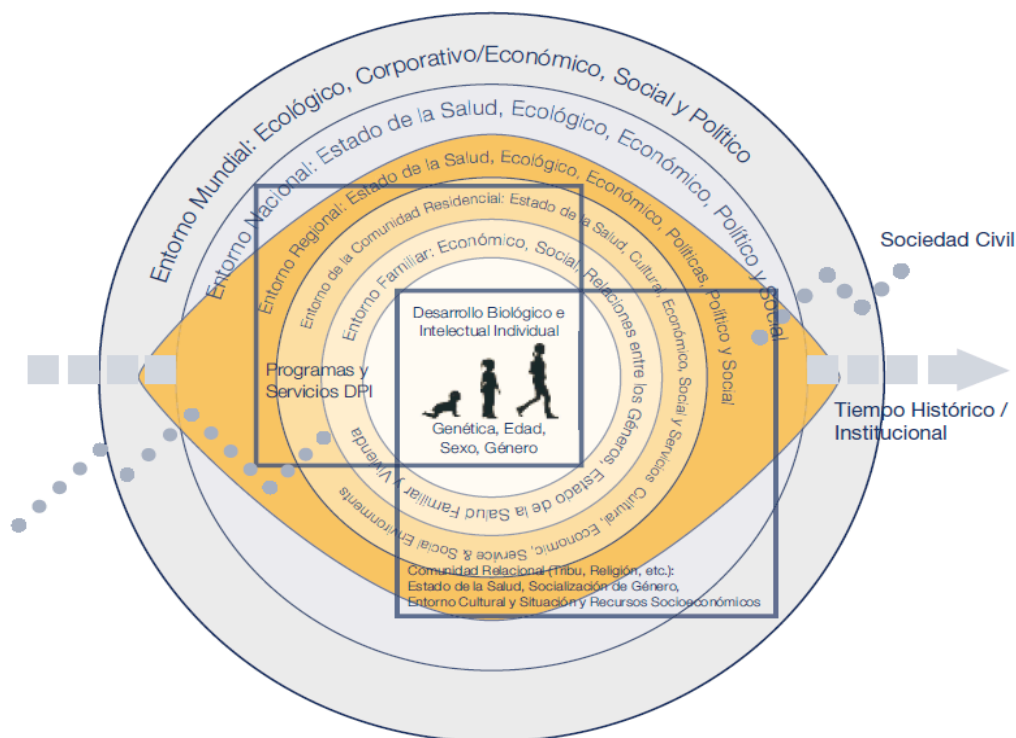 Entorno Mundial: Ecológico, Corporativo/Económico, Social y Político
Entorno Nacional: Estado de la Salud, Ecológico, Económico, Político y Social
Entorno Regional: Estado de la Salud, Ecológico, Económico, Políticas, Político y Social
Entorno de la Comunidad Residencial: Estado de la Salud, Cultural, Económico, Social y Servicios Cultural, Economic, Service & Social Environments
Entorno Familiar: Económico, Social, Relaciones entre los Géneros, Estado de la Salud Familiar y Vivienda
Sociedad Civil
Desarrollo Biológico e
Intelectual Individual
Programas y
Servicios DPI
Genética, Edad,
Sexo, Género
Tiempo Histórico /
Institucional
Comunidad Relacional (Tribu, Religión, etc.):
Estado de la Salud, Socialización de Género,
Entorno Cultural y Situación y Recursos Socioeconómicos